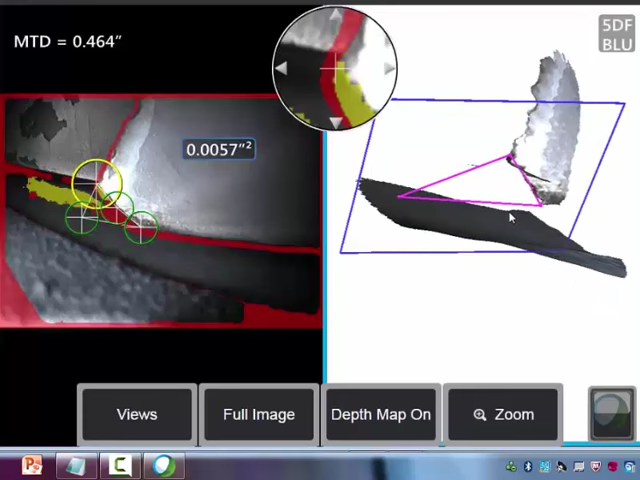 MTD = 0.464"
5DF
BLU
0.0057"²
Views
Full Image
Depth Map On
Zoom